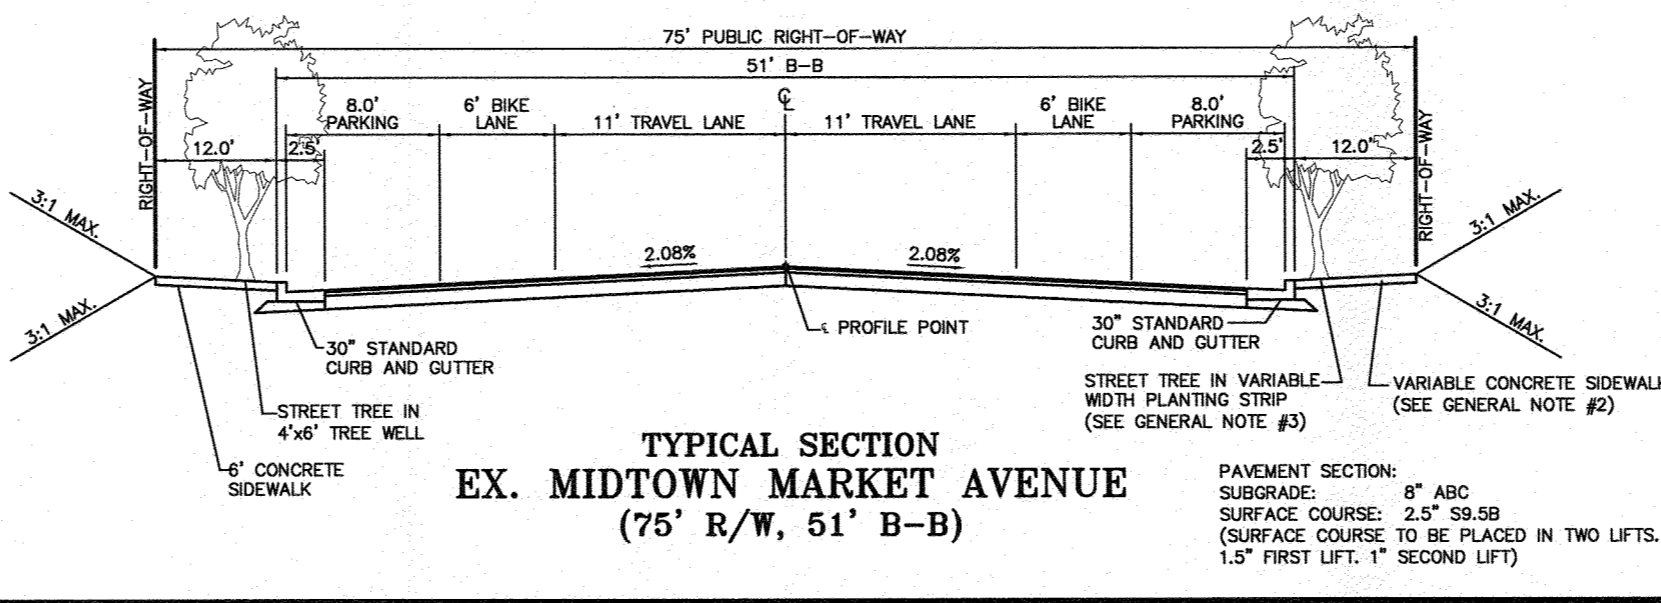 75' PUBLIC RIGHT-OF-WAY
51' B-B
℄
8.0'
PARKING
6' BIKE
LANE
11' TRAVEL LANE
11' TRAVEL LANE
6' BIKE
LANE
8.0'
PARKING
12.0'
2.5'
2.5'
12.0'
RIGHT-OF-WAY
RIGHT-OF-WAY
3:1 MAX.
3:1 MAX.
2.08%
2.08%
3:1 MAX.
3:1 MAX.
℄ PROFILE POINT
30" STANDARD
CURB AND GUTTER
30" STANDARD
CURB AND GUTTER
STREET TREE IN
4'x6' TREE WELL
6' CONCRETE
SIDEWALK
STREET TREE IN VARIABLE
WIDTH PLANTING STRIP
(SEE GENERAL NOTE #3)
VARIABLE CONCRETE SIDEWALK
(SEE GENERAL NOTE #2)
TYPICAL SECTION
EX. MIDTOWN MARKET AVENUE
(75' R/W, 51' B-B)
PAVEMENT SECTION:
SUBGRADE: 8" ABC
SURFACE COURSE: 2.5" S9.5B
(SURFACE COURSE TO BE PLACED IN TWO LIFTS.
1.5" FIRST LIFT. 1" SECOND LIFT)